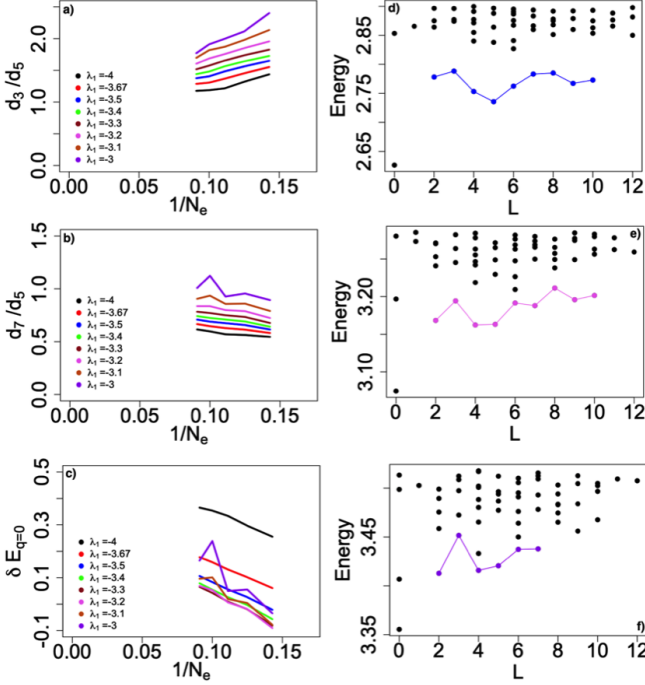 a)
d3/d5
2.0
1.0
0.0
λ1 =-4
λ1 =-3.67
λ1 =-3.5
λ1 =-3.4
λ1 =-3.3
λ1 =-3.2
λ1 =-3.1
λ1 =-3
0.00 0.05 0.10 0.15
1/Ne
d)
Energy
2.85
2.75
2.65
0 2 4 6 8 10 12
L
b)
d7/d5
1.5
1.0
0.5
0.0
λ1 =-4
λ1 =-3.67
λ1 =-3.5
λ1 =-3.4
λ1 =-3.3
λ1 =-3.2
λ1 =-3.1
λ1 =-3
0.00 0.05 0.10 0.15
1/Ne
e)
Energy
3.20
3.10
0 2 4 6 8 10 12
L
c)
δ Eq=0
0.5
0.3
0.1
-0.1
λ1 =-4
λ1 =-3.67
λ1 =-3.5
λ1 =-3.4
λ1 =-3.3
λ1 =-3.2
λ1 =-3.1
λ1 =-3
0.00 0.05 0.10 0.15
1/Ne
Energy
3.45
3.35
f)
0 2 4 6 8 10 12
L